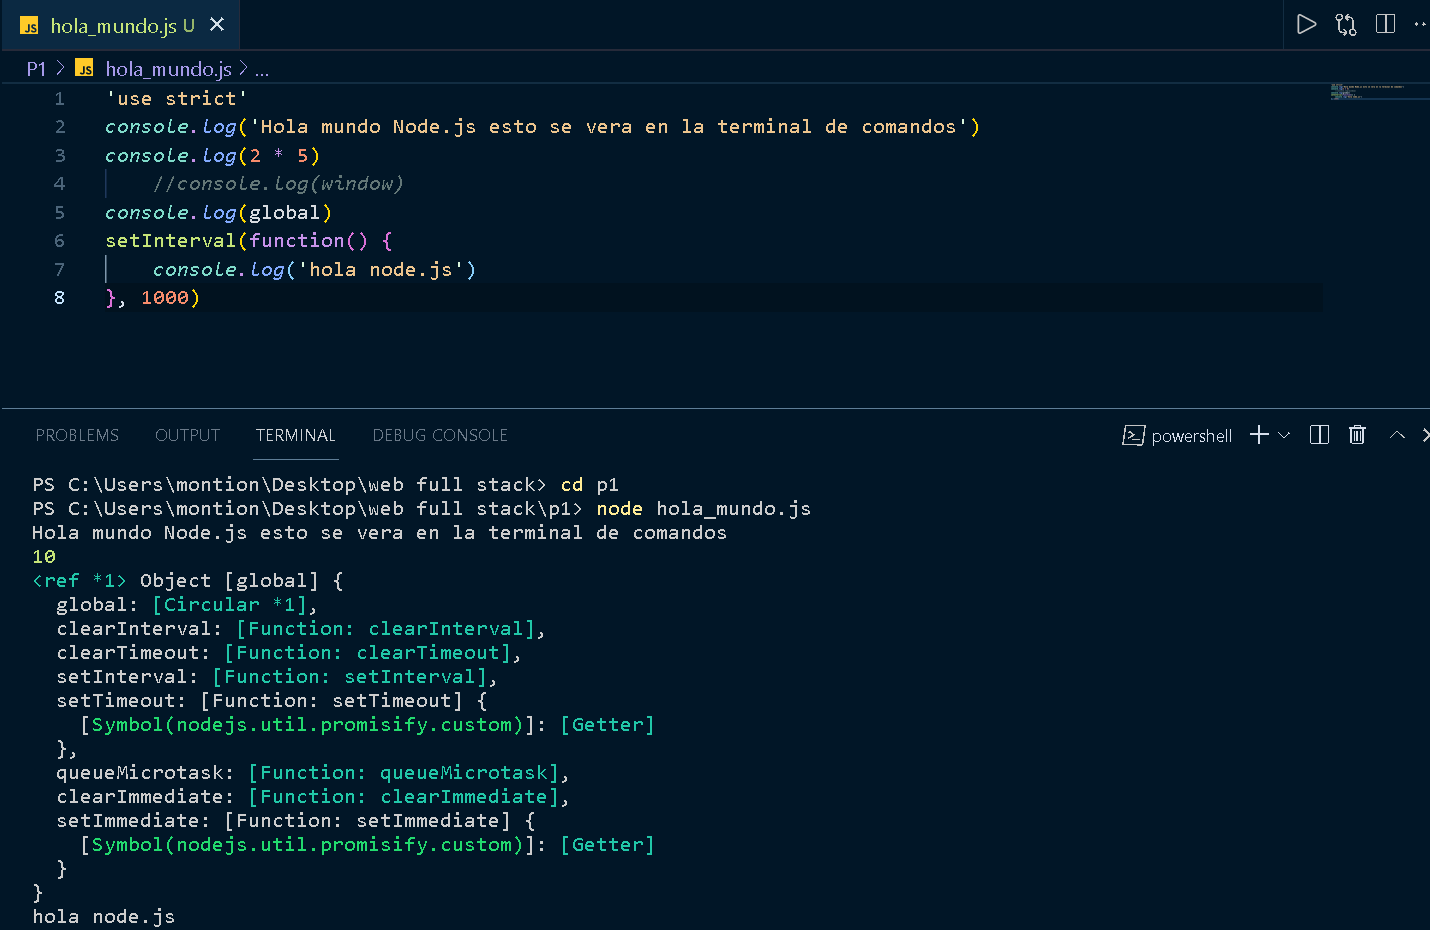 JS hola_mundo.js U
P1 > JS hola_mundo.js > ...
1 'use strict'
2 console.log('Hola mundo Node.js esto se vera en la terminal de comandos')
3 console.log(2 * 5)
4 //console.log(window)
5 console.log(global)
6 setInterval(function() {
7 console.log('hola node.js')
8 }, 1000)
PROBLEMS OUTPUT TERMINAL DEBUG CONSOLE powershell
PS C:\Users\montion\Desktop\web full stack> cd p1
PS C:\Users\montion\Desktop\web full stack\p1> node hola_mundo.js
Hola mundo Node.js esto se vera en la terminal de comandos
10
<ref *1> Object [global] {
global: [Circular *1],
clearInterval: [Function: clearInterval],
clearTimeout: [Function: clearTimeout],
setInterval: [Function: setInterval],
setTimeout: [Function: setTimeout] {
[Symbol(nodejs.util.promisify.custom)]: [Getter]
},
queueMicrotask: [Function: queueMicrotask],
clearImmediate: [Function: clearImmediate],
setImmediate: [Function: setImmediate] {
[Symbol(nodejs.util.promisify.custom)]: [Getter]
}
}
hola node.js